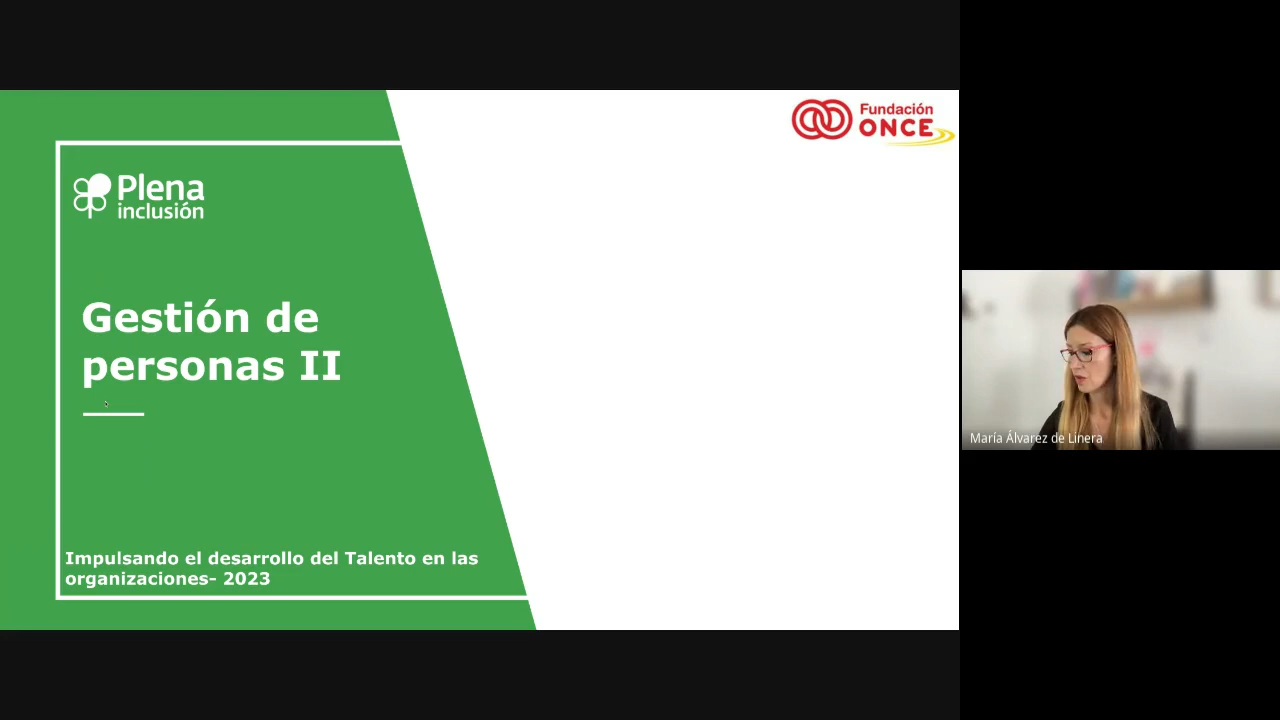 Fundación
ONCE
Plena
inclusión
Gestión de
personas II
María Álvarez de Linera
Impulsando el desarrollo del Talento en las
organizaciones- 2023